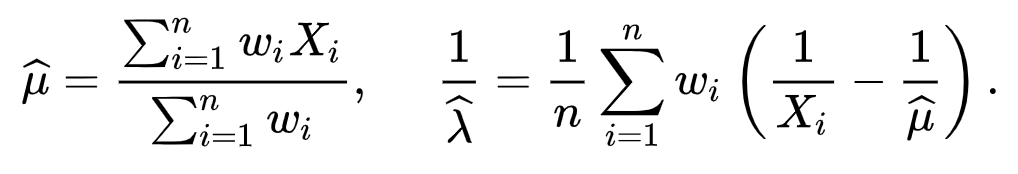 $\widehat{\mu} = \frac{\sum_{i=1}^{n} w_i X_i}{\sum_{i=1}^{n} w_i}, \quad \frac{1}{\widehat{\lambda}} = \frac{1}{n} \sum_{i=1}^{n} w_i \left( \frac{1}{X_i} - \frac{1}{\widehat{\mu}} \right).$